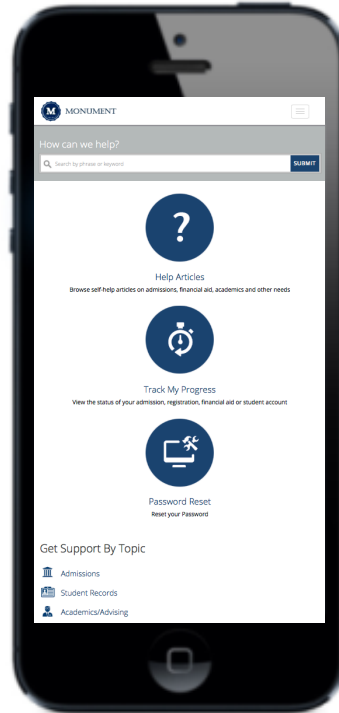 M MONUMENT
How can we help?
Search by phrase or keyword SUBMIT
?
Help Articles
Browse self-help articles on admissions, financial aid, academics and other needs
Track My Progress
View the status of your admission, registration, financial aid or student account
Password Reset
Reset your Password
Get Support By Topic
Admissions
Student Records
Academics/Advising